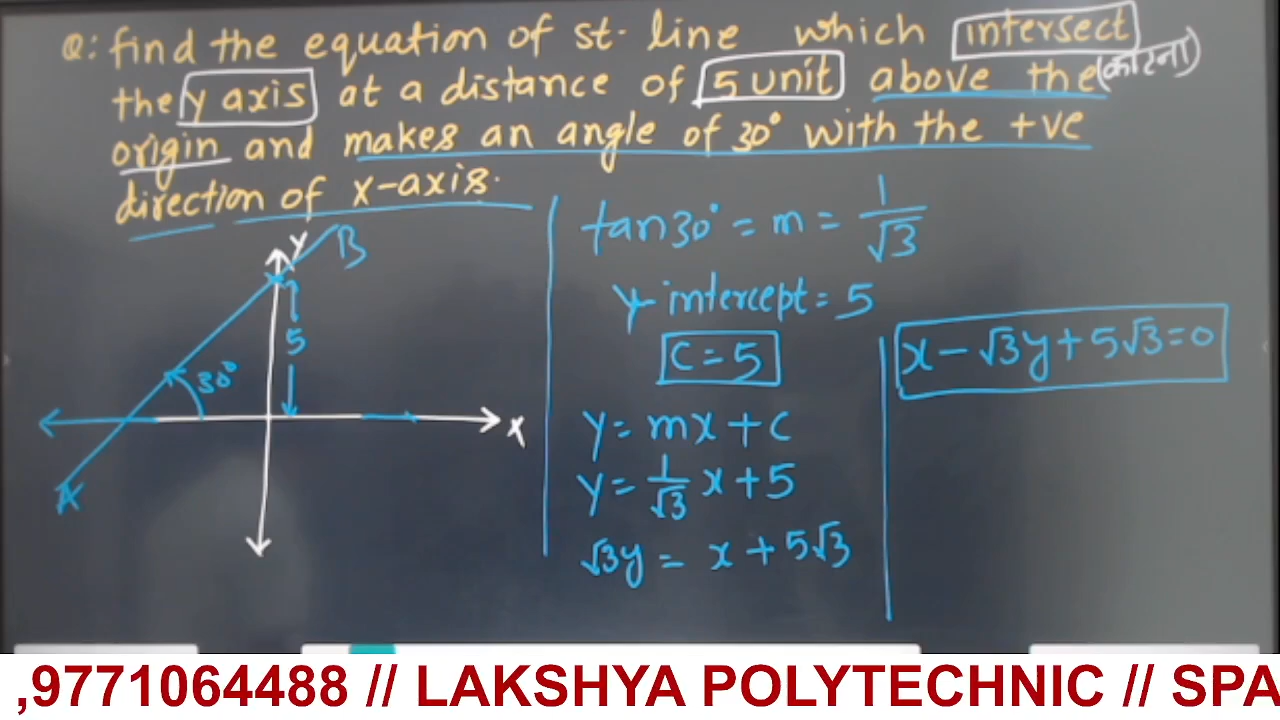 Q: find the equation of st. line which intersect (काटना)
the y axis at a distance of 5 unit above the
origin and makes an angle of 30° with the +ve
direction of X-axis.
Y
B
5
30°
X
A
tan30° = m = 1/√3
y-intercept = 5
C = 5
y = mx + c
y = 1/√3 x + 5
√3y = x + 5√3
x - √3y + 5√3 = 0
,9771064488 // LAKSHYA POLYTECHNIC // SPA